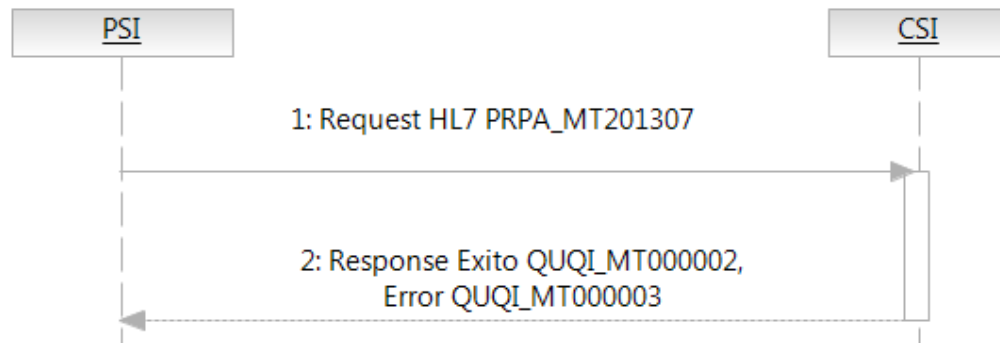 PSI
CSI
1: Request HL7 PRPA_MT201307
2: Response Exito QUQI_MT000002,
Error QUQI_MT000003